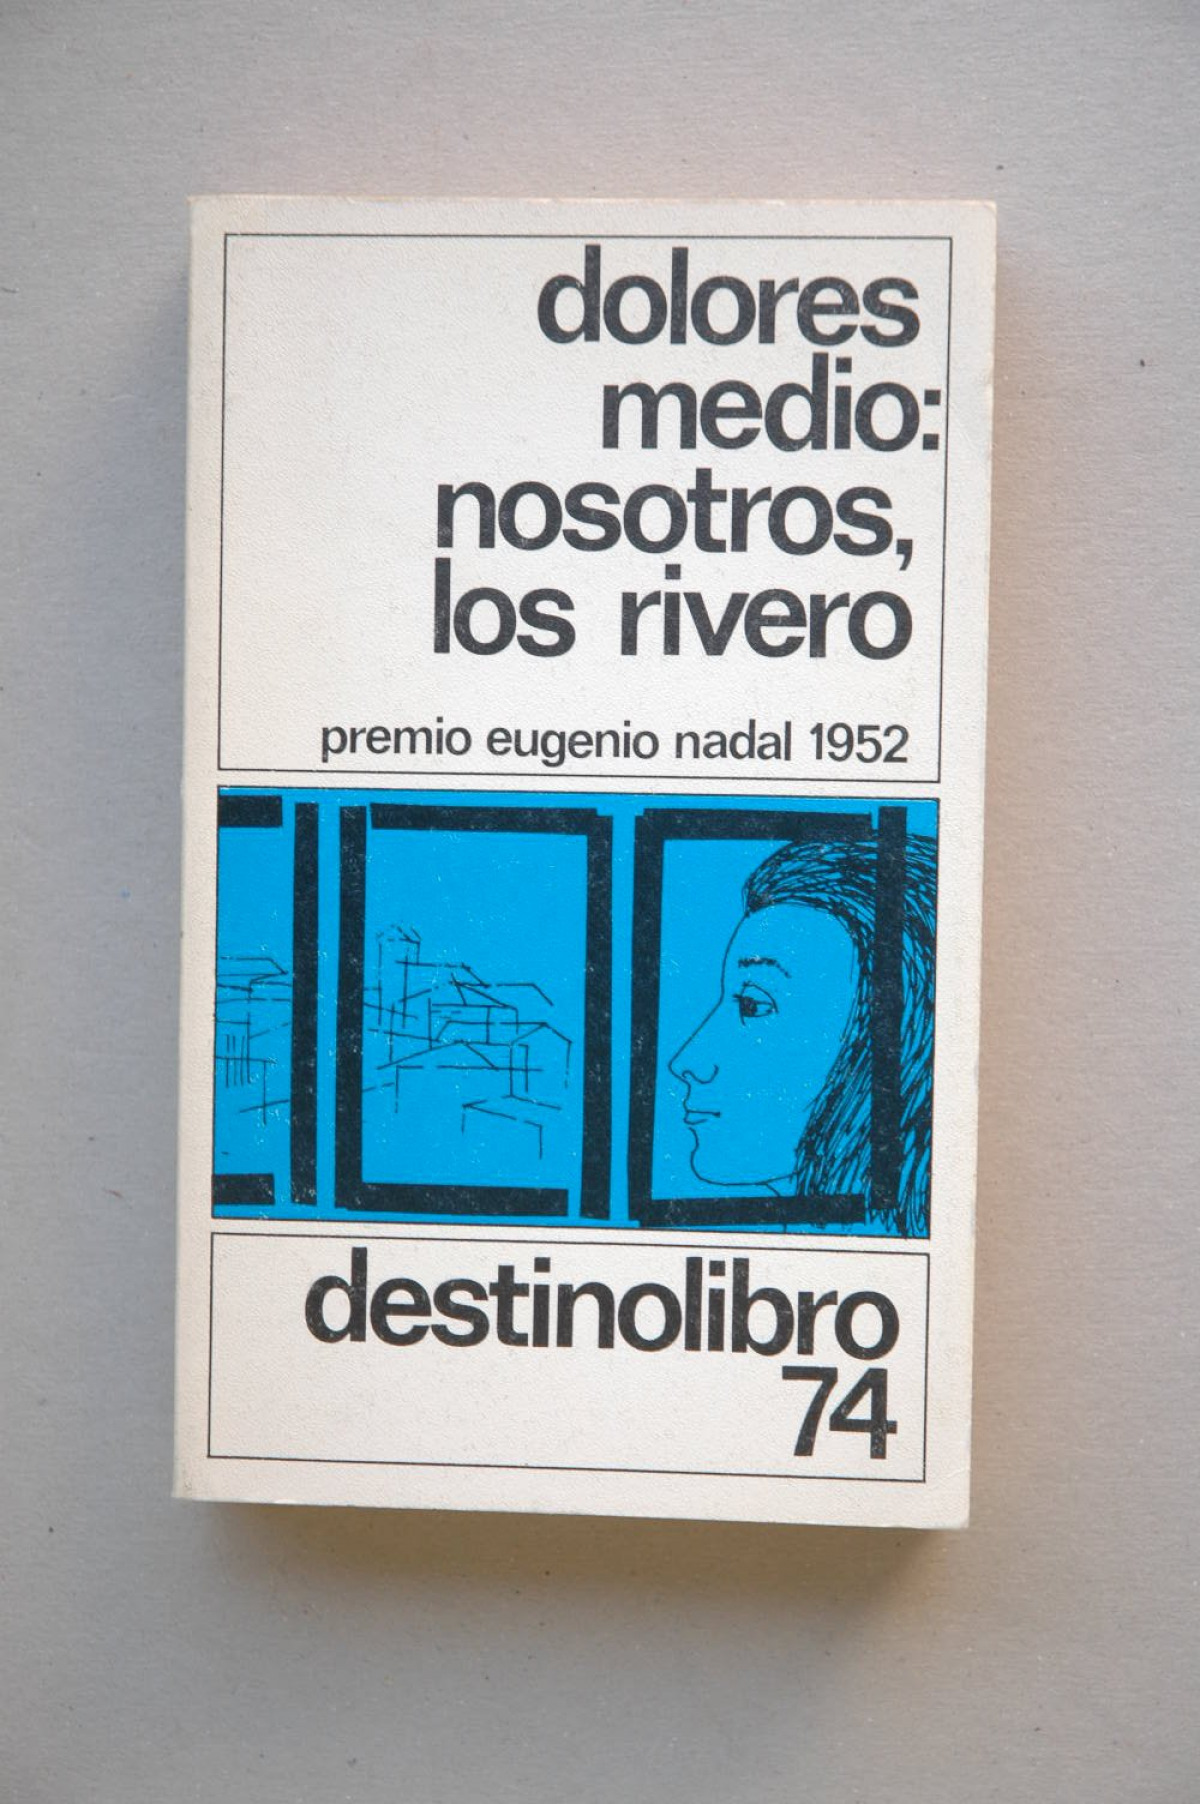 dolores
medio:
nosotros,
los rivero
premio eugenio nadal 1952
destinolibro
74